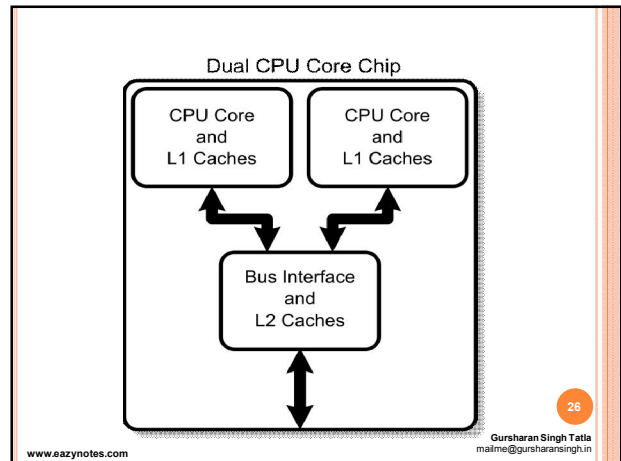 Dual CPU Core Chip
CPU Core
and
L1 Caches
CPU Core
and
L1 Caches
Bus Interface
and
L2 Caches
26
Gursharan Singh Tatla
mailme@gursharansingh.in
www.eazynotes.com